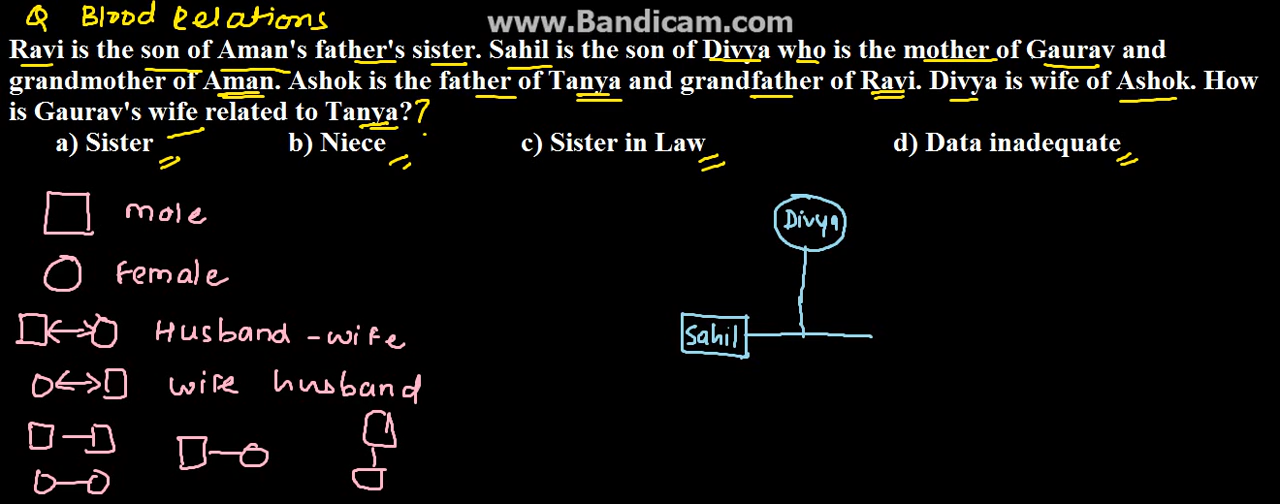 Q Blood Relations
www.Bandicam.com
Ravi is the son of Aman's father's sister. Sahil is the son of Divya who is the mother of Gaurav and
grandmother of Aman. Ashok is the father of Tanya and grandfather of Ravi. Divya is wife of Ashok. How
is Gaurav's wife related to Tanya??
a) Sister b) Niece c) Sister in Law d) Data inadequate
male
Female
Husband - wife
wife husband
Divya
Sahil